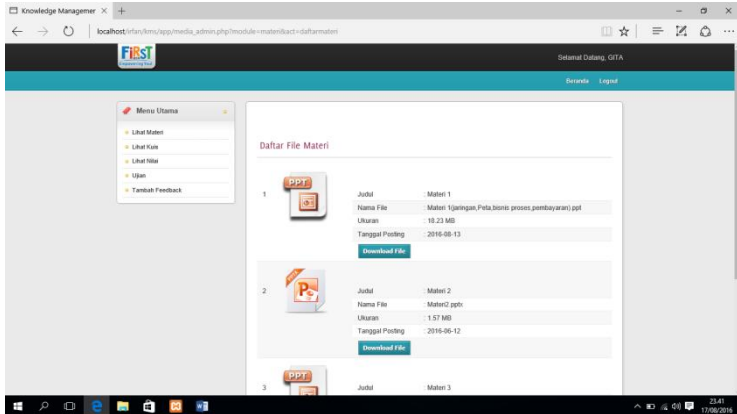 Knowledge Managemer
localhost/irfan/kms/app/media_admin.php?module=materi&act=daftarmateri
FiRST
Selamat Datang, GITA
Beranda Logout
Menu Utama
Lihat Materi
Lihat Kuis
Lihat Nilai
Ujian
Tambah Feedback
Daftar File Materi
1
PPT
Judul : Materi 1
Nama File : Materi 1(jaringan,Peta,bisnis proses,pembayaran).ppt
Ukuran : 18.23 MB
Tanggal Posting : 2016-08-13
Download File
2
P
Judul : Materi 2
Nama File : Materi2.pptx
Ukuran : 1.57 MB
Tanggal Posting : 2016-06-12
Download File
3
PPT
Judul : Materi 3
23.41
17/08/2016